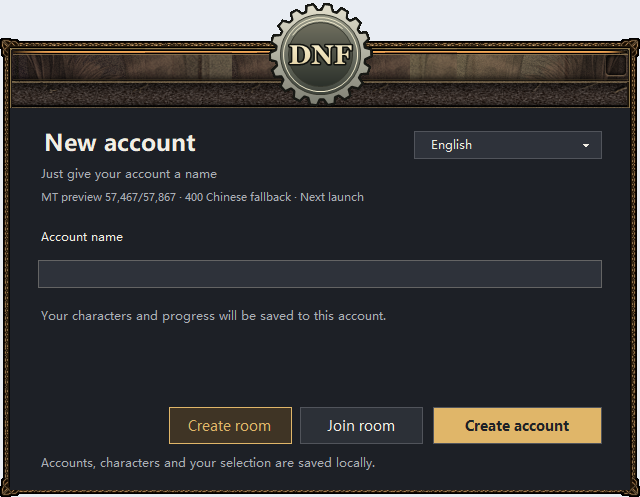 DNF
New account
English
Just give your account a name
MT preview 57,467/57,867 · 400 Chinese fallback · Next launch
Account name
Your characters and progress will be saved to this account.
Create room
Join room
Create account
Accounts, characters and your selection are saved locally.